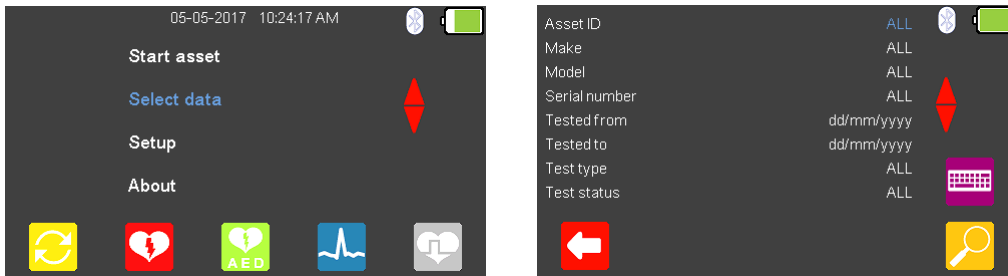 05-05-2017 10:24:17 AM
Start asset
Select data
Setup
About
AED
Asset ID ALL
Make ALL
Model ALL
Serial number ALL
Tested from dd/mm/yyyy
Tested to dd/mm/yyyy
Test type ALL
Test status ALL